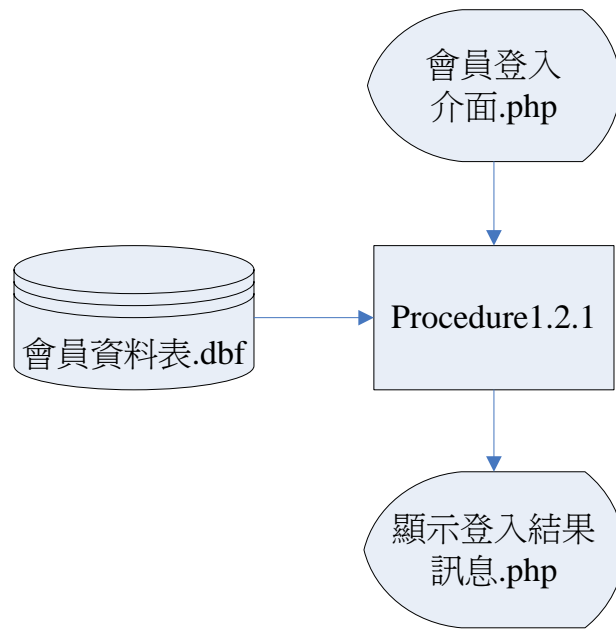 會員登入
介面.php
會員資料表.dbf
Procedure1.2.1
顯示登入結果
訊息.php